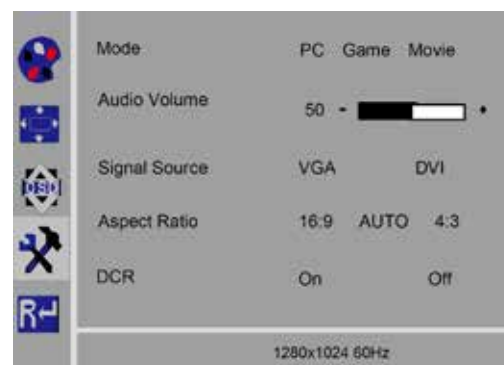 Mode PC Game Movie
Audio Volume 50 - +
Signal Source VGA DVI
OSD
Aspect Ratio 16:9 AUTO 4:3
DCR On Off
R
1280x1024 60Hz